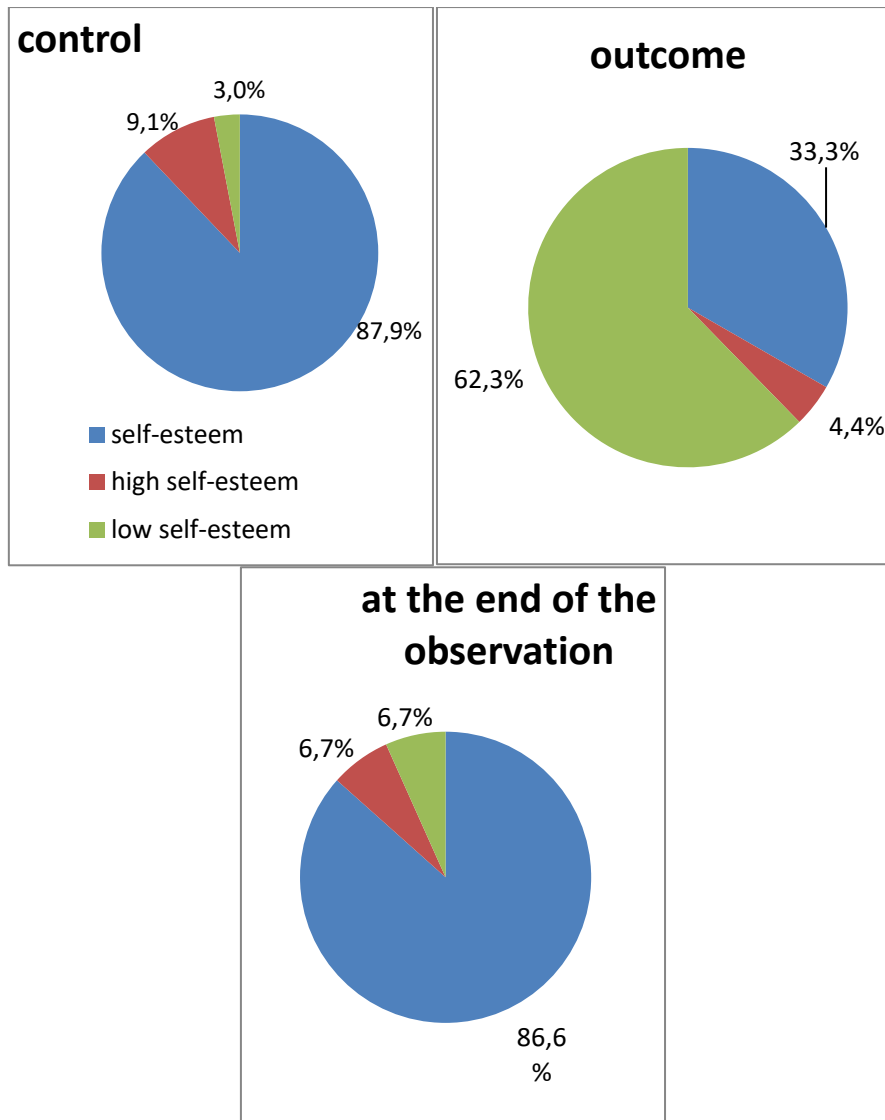 control
3,0%
9,1%
87,9%
self-esteem
high self-esteem
low self-esteem
outcome
33,3%
62,3%
4,4%
at the end of the
observation
6,7%
6,7%
86,6
%